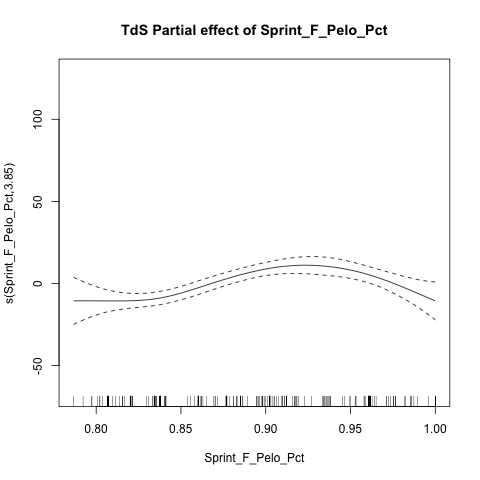 TdS Partial effect of Sprint_F_Pelo_Pct
s(Sprint_F_Pelo_Pct,3.85)
100
50
0
-50
0.80 0.85 0.90 0.95 1.00
Sprint_F_Pelo_Pct